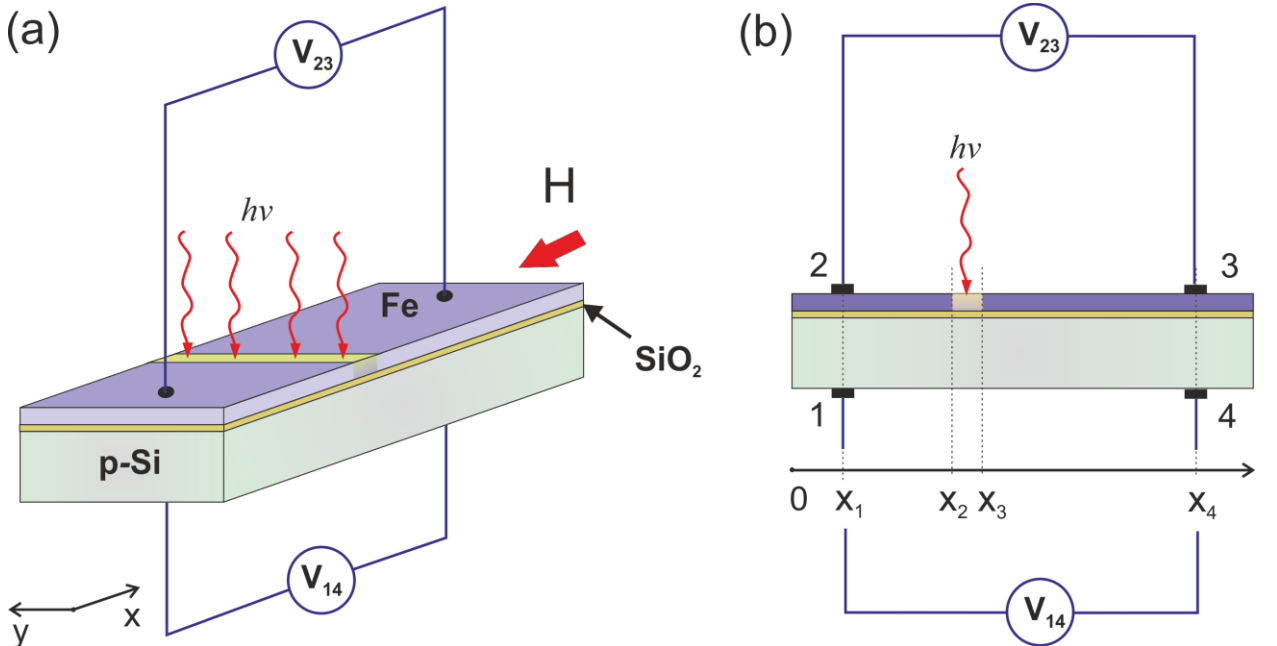 (a)
V₂₃
hν
H
Fe
SiO₂
p-Si
V₁₄
x
y
(b)
V₂₃
hν
2
3
1
4
0
x₁
x₂
x₃
x₄
V₁₄